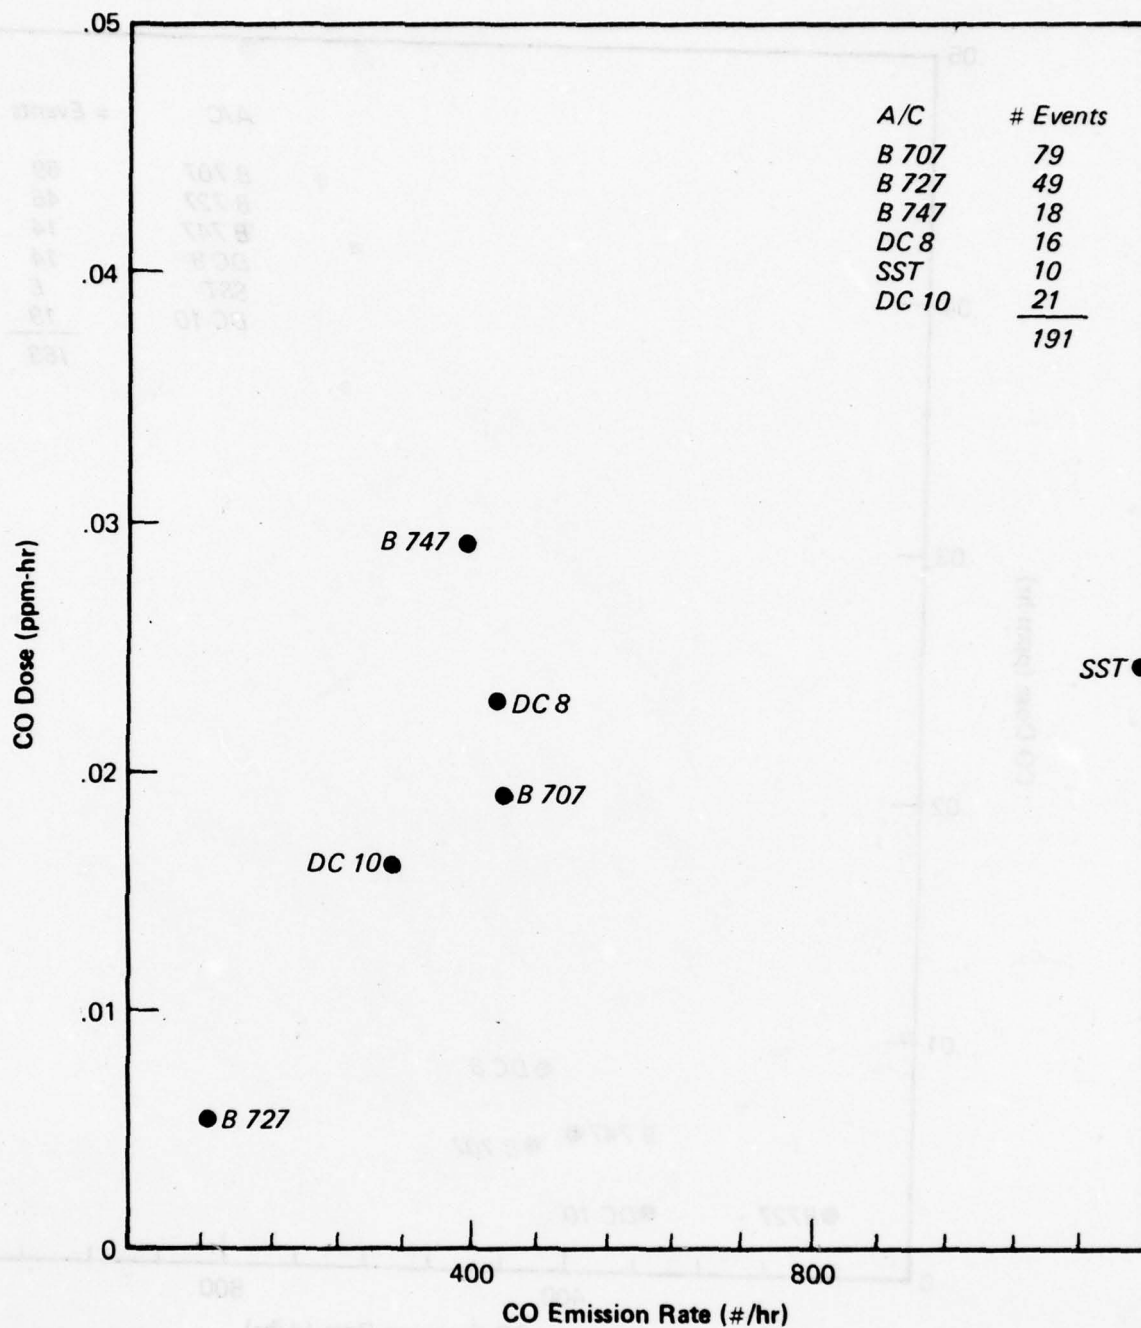 .05
A/C # Events
B 707 79
B 727 49
B 747 18
DC 8 16
SST 10
DC 10 21
191
.04
.03
B 747
CO Dose (ppm-hr)
SST
DC 8
.02
B 707
DC 10
.01
B 727
0
400 800
CO Emission Rate (#/hr)